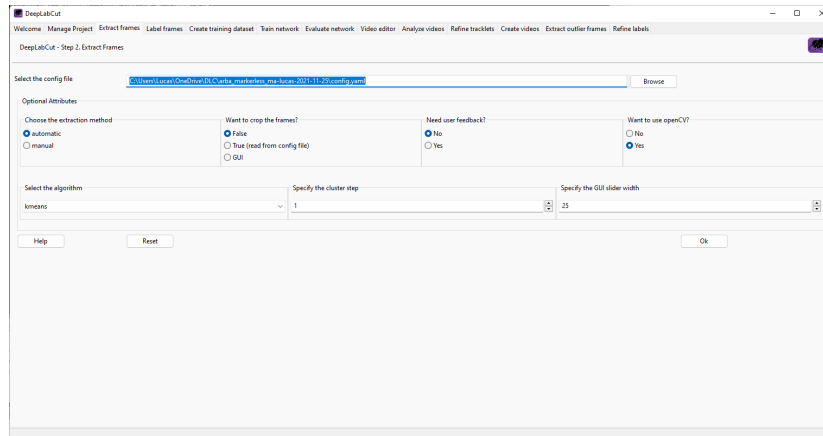 DeepLabCut
Welcome Manage Project Extract frames Label frames Create training dataset Train network Evaluate network Video editor Analyze videos Refine tracklets Create videos Extract outlier frames Refine labels
DeepLabCut - Step 2. Extract Frames
Select the config file C:\Users\Lucas\OneDrive\DLC\arba_markerless_ma-lucas-2021-11-25\config.yaml Browse
Optional Attributes
Choose the extraction method Want to crop the frames? Need user feedback? Want to use openCV?
automatic False No No
manual True (read from config file) Yes Yes
GUI
Select the algorithm Specify the cluster step Specify the GUI slider width
kmeans 1 25
Help Reset Ok